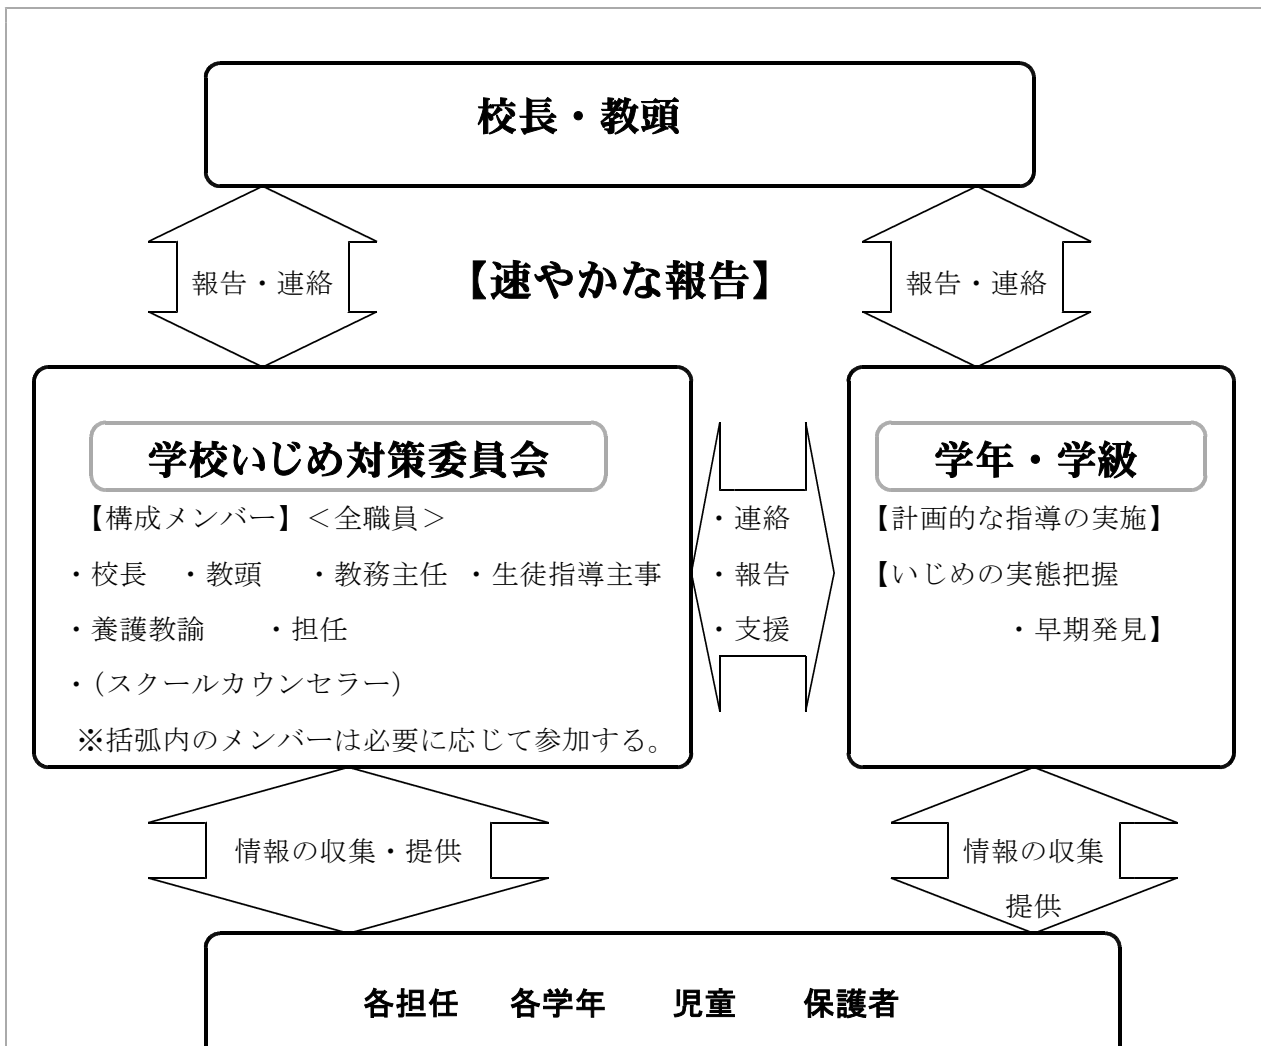 校長・教頭
報告・連絡
【速やかな報告】
報告・連絡
学校いじめ対策委員会
【構成メンバー】＜全職員＞
・校長　・教頭　・教務主任　・生徒指導主事
・養護教諭　・担任
・（スクールカウンセラー）
※括弧内のメンバーは必要に応じて参加する。
・連絡
・報告
・支援
学年・学級
【計画的な指導の実施】
【いじめの実態把握
・早期発見】
情報の収集・提供
情報の収集
提供
各担任　各学年　児童　保護者